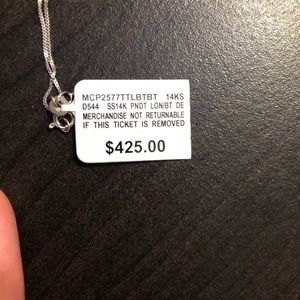 MCP2577TTLBTBT 14KS
D544 SS14K PNDT LON/BT DE
MERCHANDISE NOT RETURNABLE
IF THIS TICKET IS REMOVED
$425.00